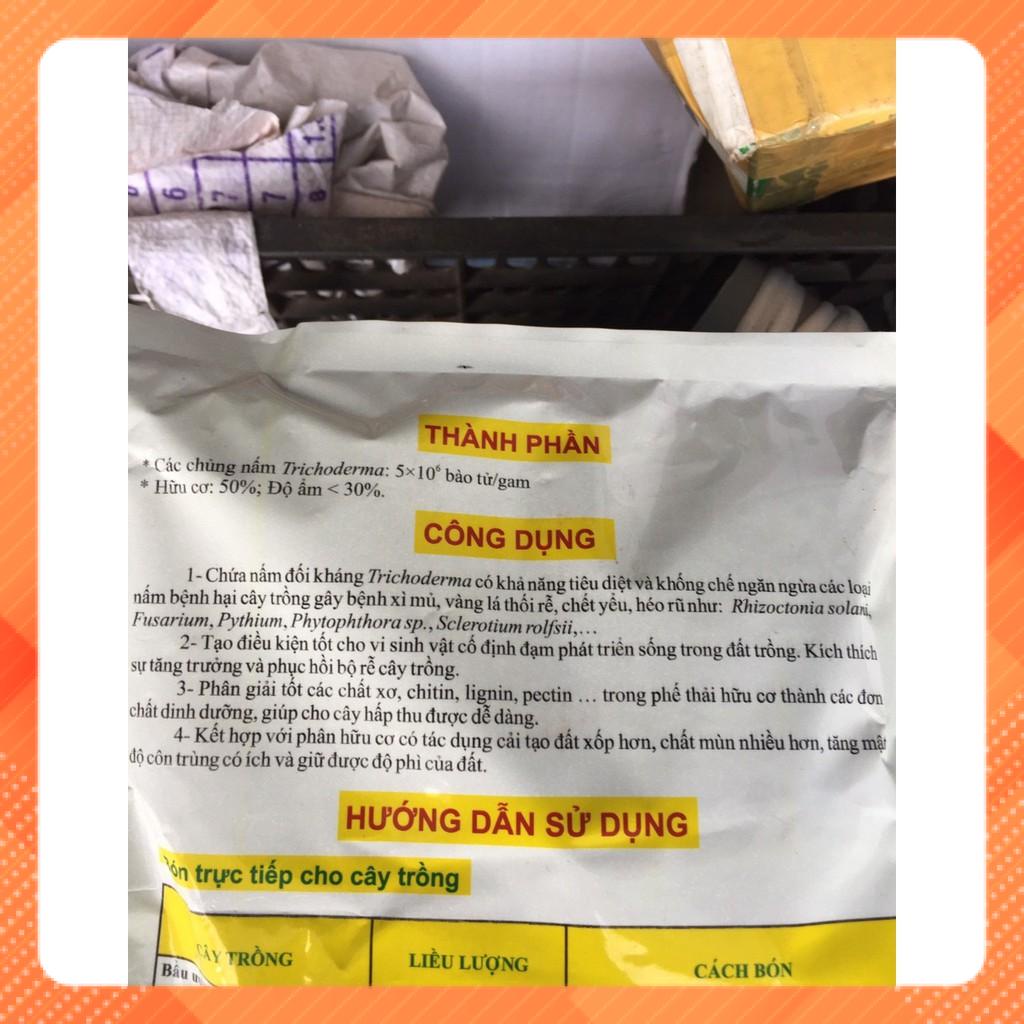 6 7 7 8
THÀNH PHẦN
* Các chủng nấm Trichoderma: 5×10⁶ bào tử/gam
* Hữu cơ: 50%; Độ ẩm < 30%.
CÔNG DỤNG
1- Chứa nấm đối kháng Trichoderma có khả năng tiêu diệt và khống chế ngăn ngừa các loại
nấm bệnh hại cây trồng gây bệnh xì mủ, vàng lá thối rễ, chết yểu, héo rũ như: Rhizoctonia solani,
Fusarium, Pythium, Phytophthora sp., Sclerotium rolfsii,...
2- Tạo điều kiện tốt cho vi sinh vật cố định đạm phát triển sống trong đất trồng. Kích thích
sự tăng trưởng và phục hồi bộ rễ cây trồng.
3- Phân giải tốt các chất xơ, chitin, lignin, pectin ... trong phế thải hữu cơ thành các đơn
chất dinh dưỡng, giúp cho cây hấp thu được dễ dàng.
4- Kết hợp với phân hữu cơ có tác dụng cải tạo đất xốp hơn, chất mùn nhiều hơn, tăng mật
độ côn trùng có ích và giữ được độ phì của đất.
HƯỚNG DẪN SỬ DỤNG
Bón trực tiếp cho cây trồng
CÂY TRỒNG LIỀU LƯỢNG CÁCH BÓN
Bầu